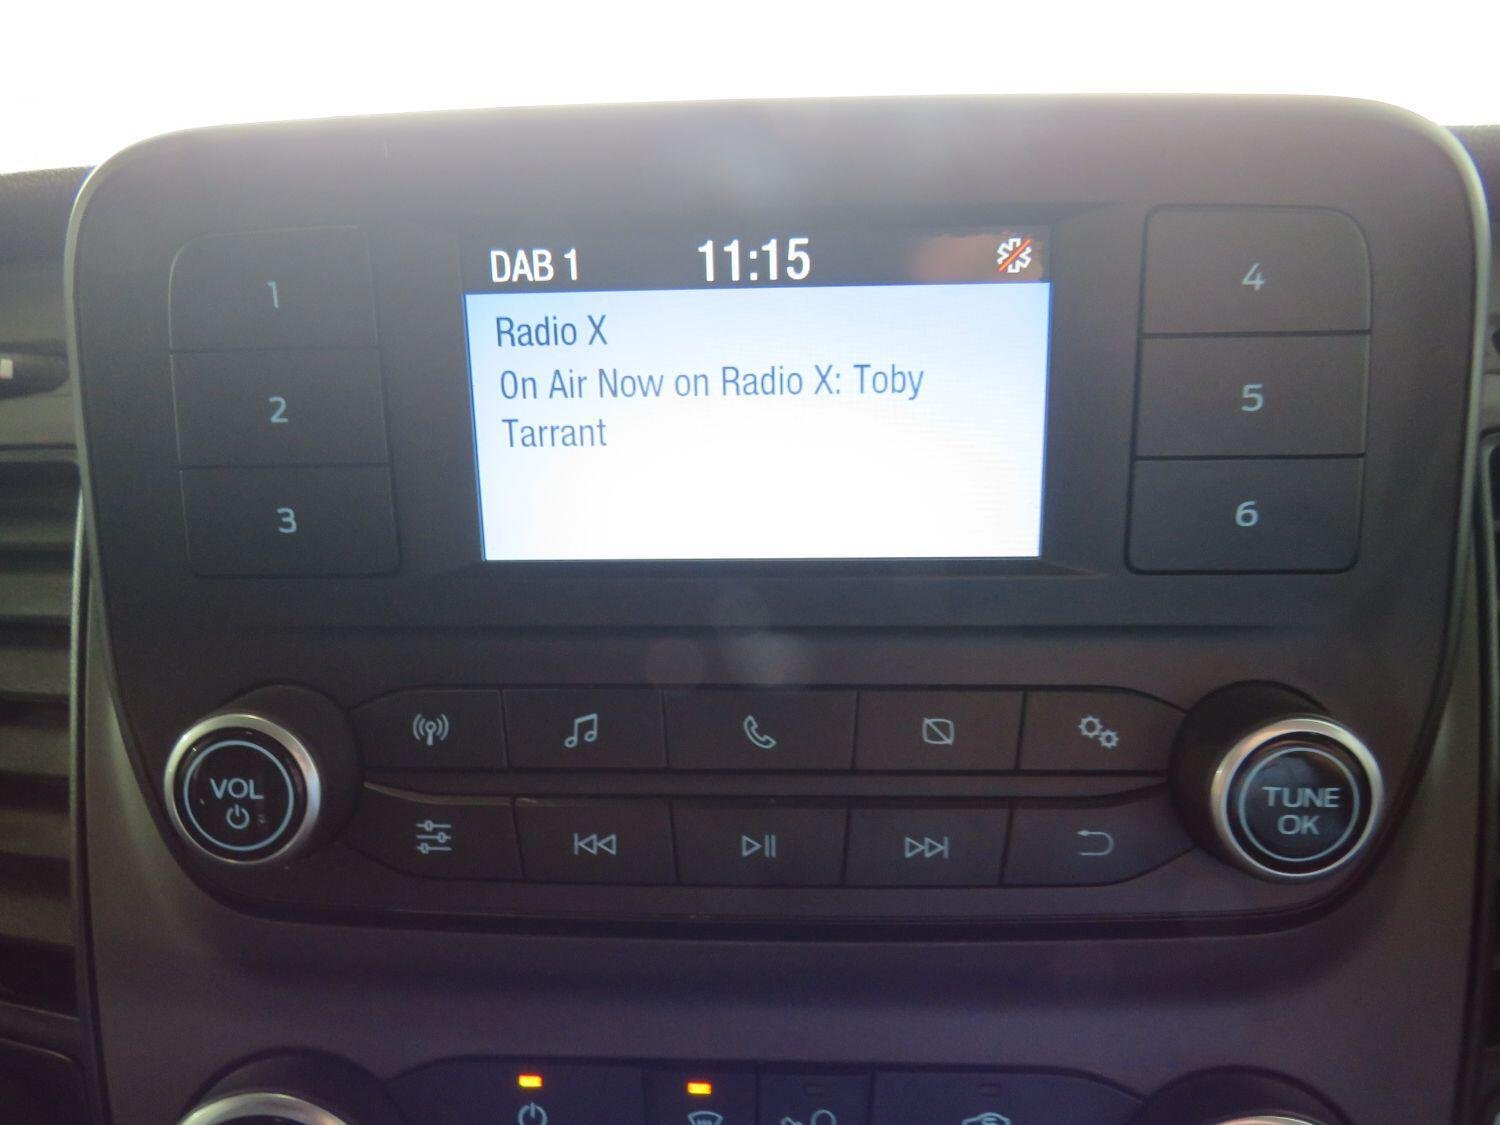 DAB 1 11:15
Radio X
On Air Now on Radio X: Toby
Tarrant
1
2
3
4
5
6
VOL
TUNE
OK